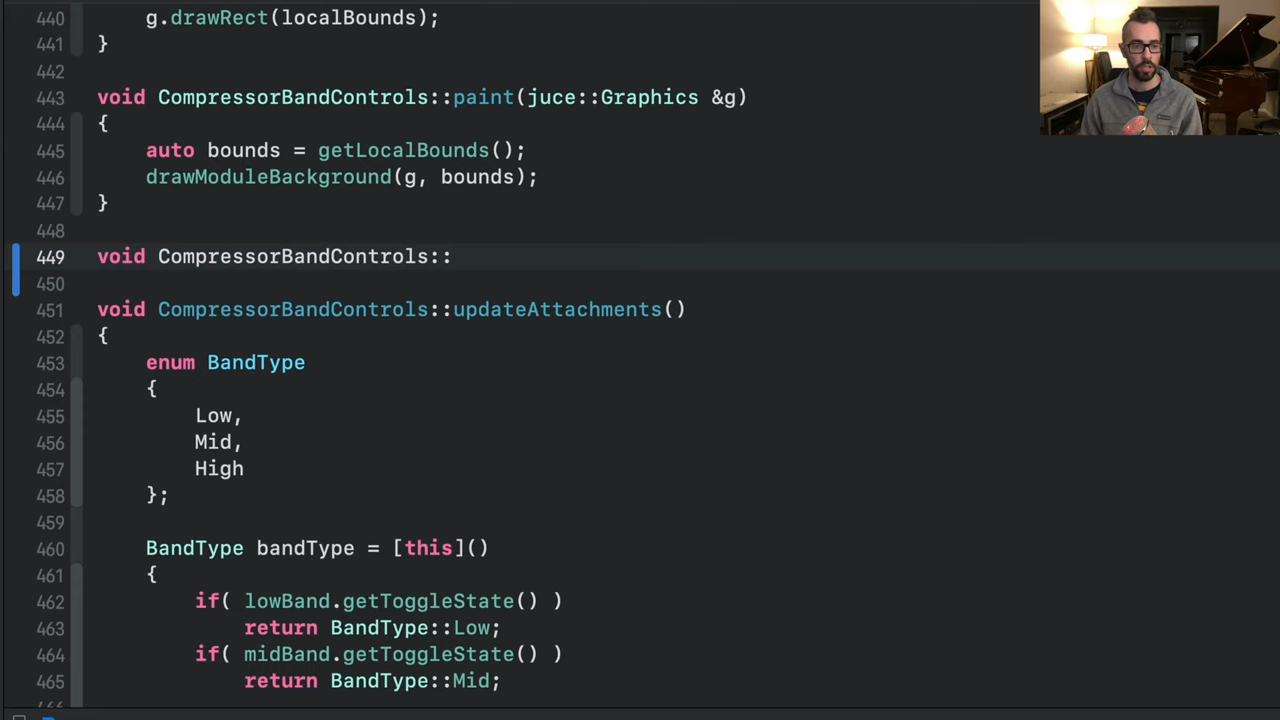 440 g.drawRect(localBounds);
441 }
442
443 void CompressorBandControls::paint(juce::Graphics &g)
444 {
445 auto bounds = getLocalBounds();
446 drawModuleBackground(g, bounds);
447 }
448
449 void CompressorBandControls::
450
451 void CompressorBandControls::updateAttachments()
452 {
453 enum BandType
454 {
455 Low,
456 Mid,
457 High
458 };
459
460 BandType bandType = [this]()
461 {
462 if( lowBand.getToggleState() )
463 return BandType::Low;
464 if( midBand.getToggleState() )
465 return BandType::Mid;